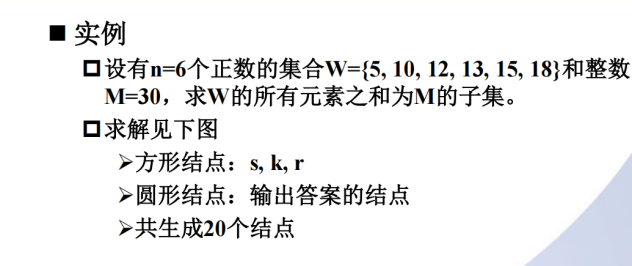 ■ 实例
设有n=6个正数的集合W={5, 10, 12, 13, 15, 18}和整数
M=30，求W的所有元素之和为M的子集。
求解见下图
➢方形结点：s, k, r
➢圆形结点：输出答案的结点
➢共生成20个结点